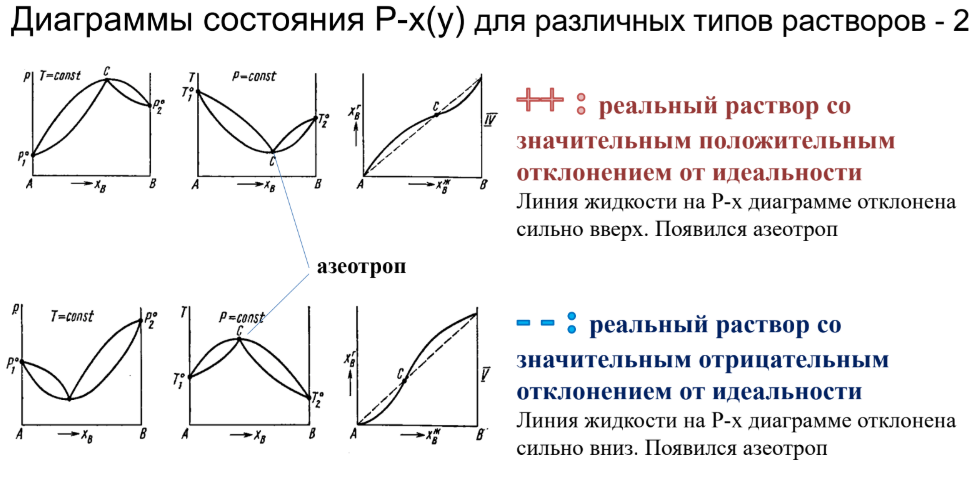 Диаграммы состояния P-x(y) для различных типов растворов - 2
P T=const C P₂° P₁° A → x_B B
T P=const T₁° T₂° C A → x_B B
x_B^г C IV A → x_B^ж B
++ : реальный раствор со
значительным положительным
отклонением от идеальности
Линия жидкости на P-x диаграмме отклонена
сильно вверх. Появился азеотроп
азеотроп
P T=const P₂° P₁° A → x_B B
T P=const C T₁° T₂° A → x_B B
x_B^г C V A → x_B^ж B
-- : реальный раствор со
значительным отрицательным
отклонением от идеальности
Линия жидкости на P-x диаграмме отклонена
сильно вниз. Появился азеотроп